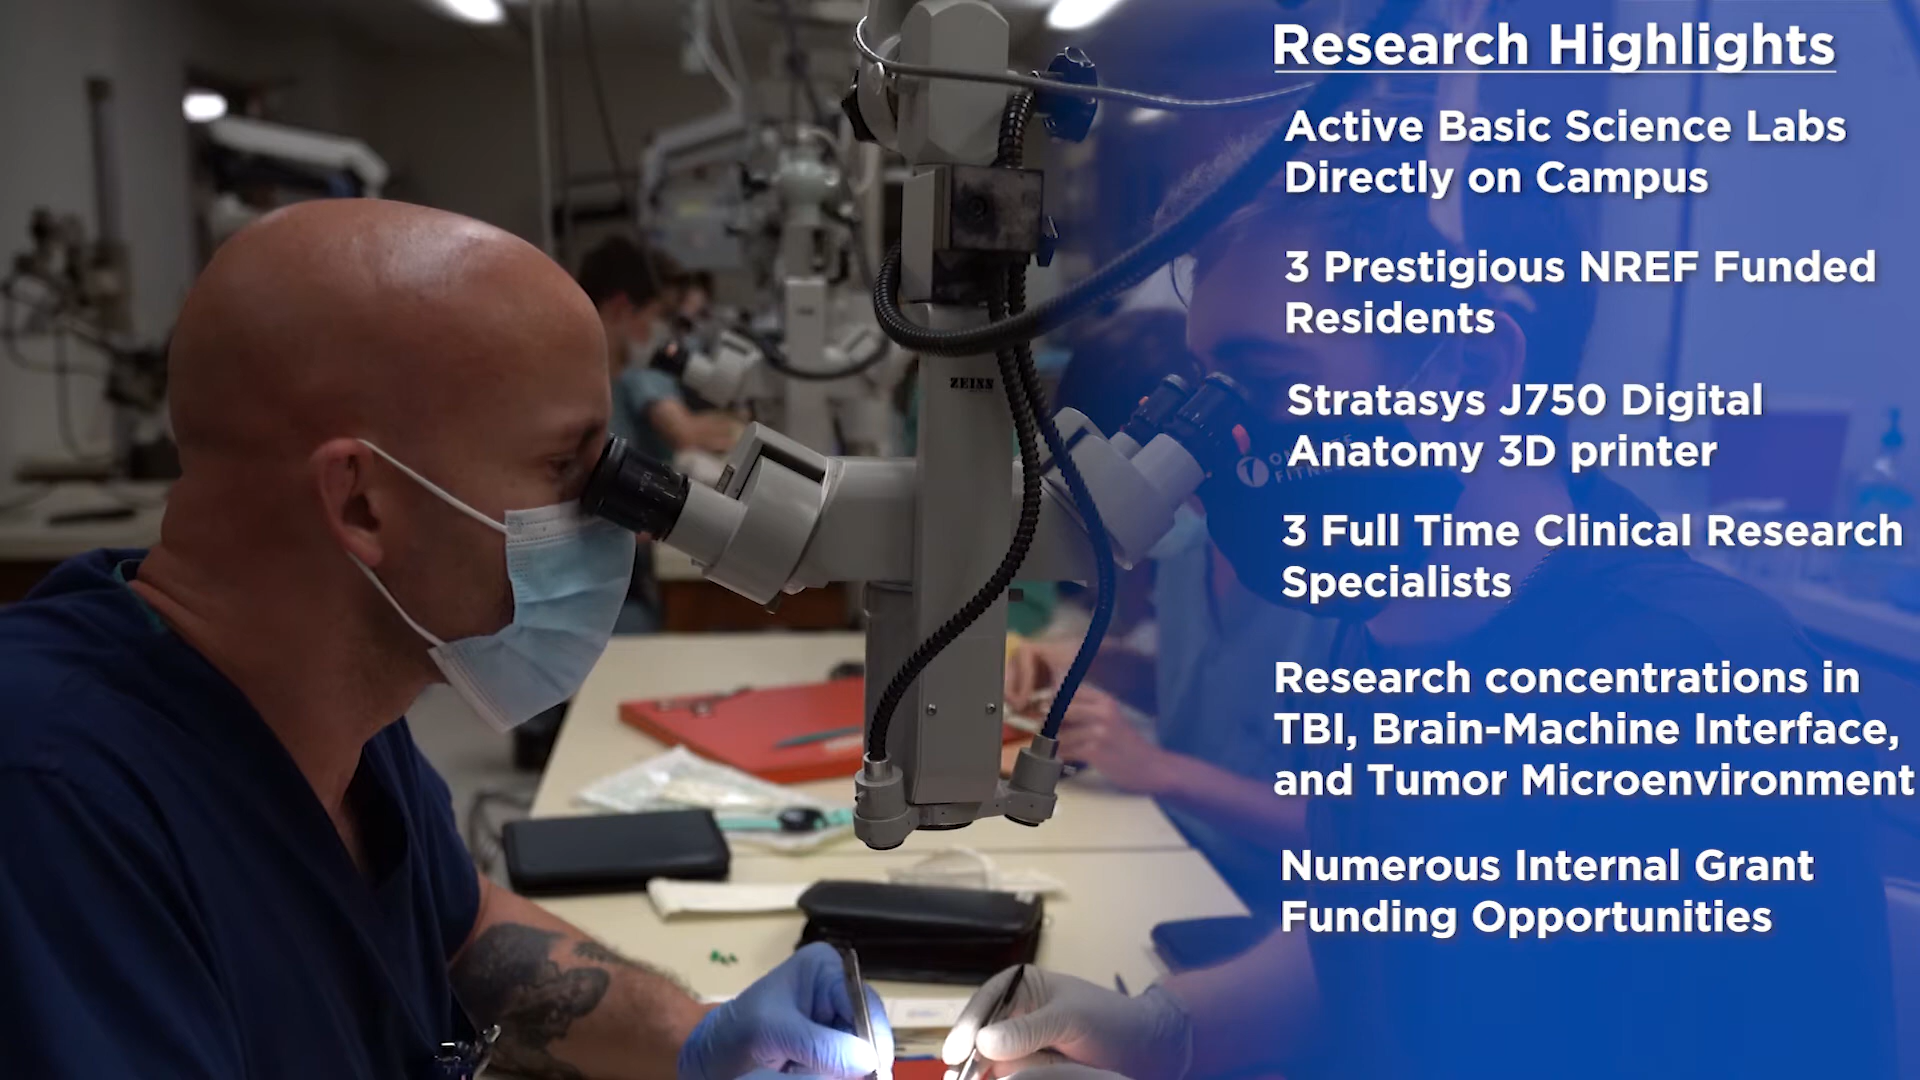 Research Highlights
Active Basic Science Labs
Directly on Campus
3 Prestigious NREF Funded
Residents
Stratasys J750 Digital
Anatomy 3D printer
3 Full Time Clinical Research
Specialists
Research concentrations in
TBI, Brain-Machine Interface,
and Tumor Microenvironment
Numerous Internal Grant
Funding Opportunities
ZEISS